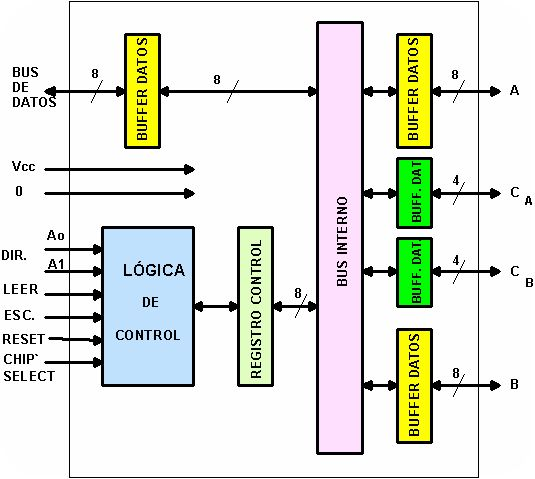 BUS
DE
DATOS
8
BUFFER DATOS
8
BUS INTERNO
BUFFER DATOS
8
A
Vcc
0
BUFF. DAT
4
C A
BUFF. DAT
4
C B
DIR.
Ao
A1
LEER
ESC.
RESET
CHIP`
SELECT
LÓGICA
DE
CONTROL
REGISTRO CONTROL
8
BUFFER DATOS
8
B